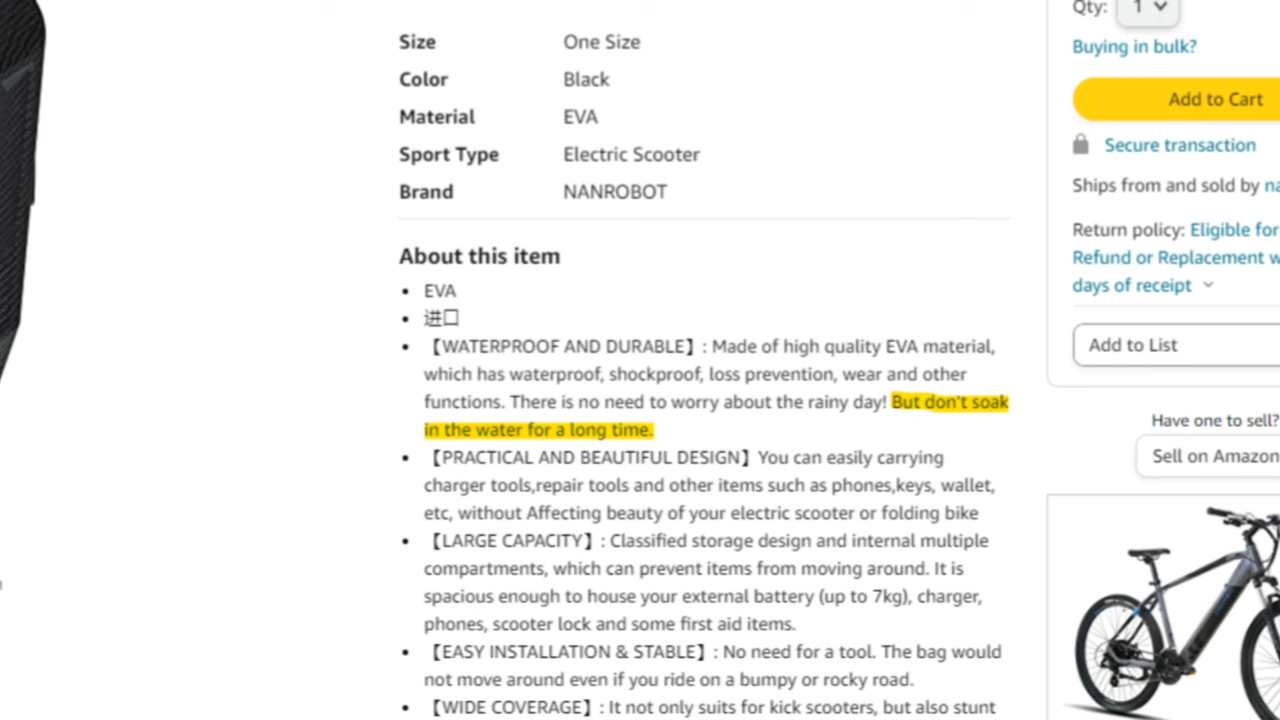 Size One Size
Color Black
Material EVA
Sport Type Electric Scooter
Brand NANROBOT
About this item
• EVA
• 进口
• 【WATERPROOF AND DURABLE】: Made of high quality EVA material,
which has waterproof, shockproof, loss prevention, wear and other
functions. There is no need to worry about the rainy day! But don't soak
in the water for a long time.
• 【PRACTICAL AND BEAUTIFUL DESIGN】You can easily carrying
charger tools,repair tools and other items such as phones,keys, wallet,
etc, without Affecting beauty of your electric scooter or folding bike
• 【LARGE CAPACITY】: Classified storage design and internal multiple
compartments, which can prevent items from moving around. It is
spacious enough to house your external battery (up to 7kg), charger,
phones, scooter lock and some first aid items.
• 【EASY INSTALLATION & STABLE】: No need for a tool. The bag would
not move around even if you ride on a bumpy or rocky road.
• 【WIDE COVERAGE】: It not only suits for kick scooters, but also stunt
Qty: 1
Buying in bulk?
Add to Cart
Secure transaction
Ships from and sold by na
Return policy: Eligible for
Refund or Replacement w
days of receipt
Add to List
Have one to sell?
Sell on Amazon